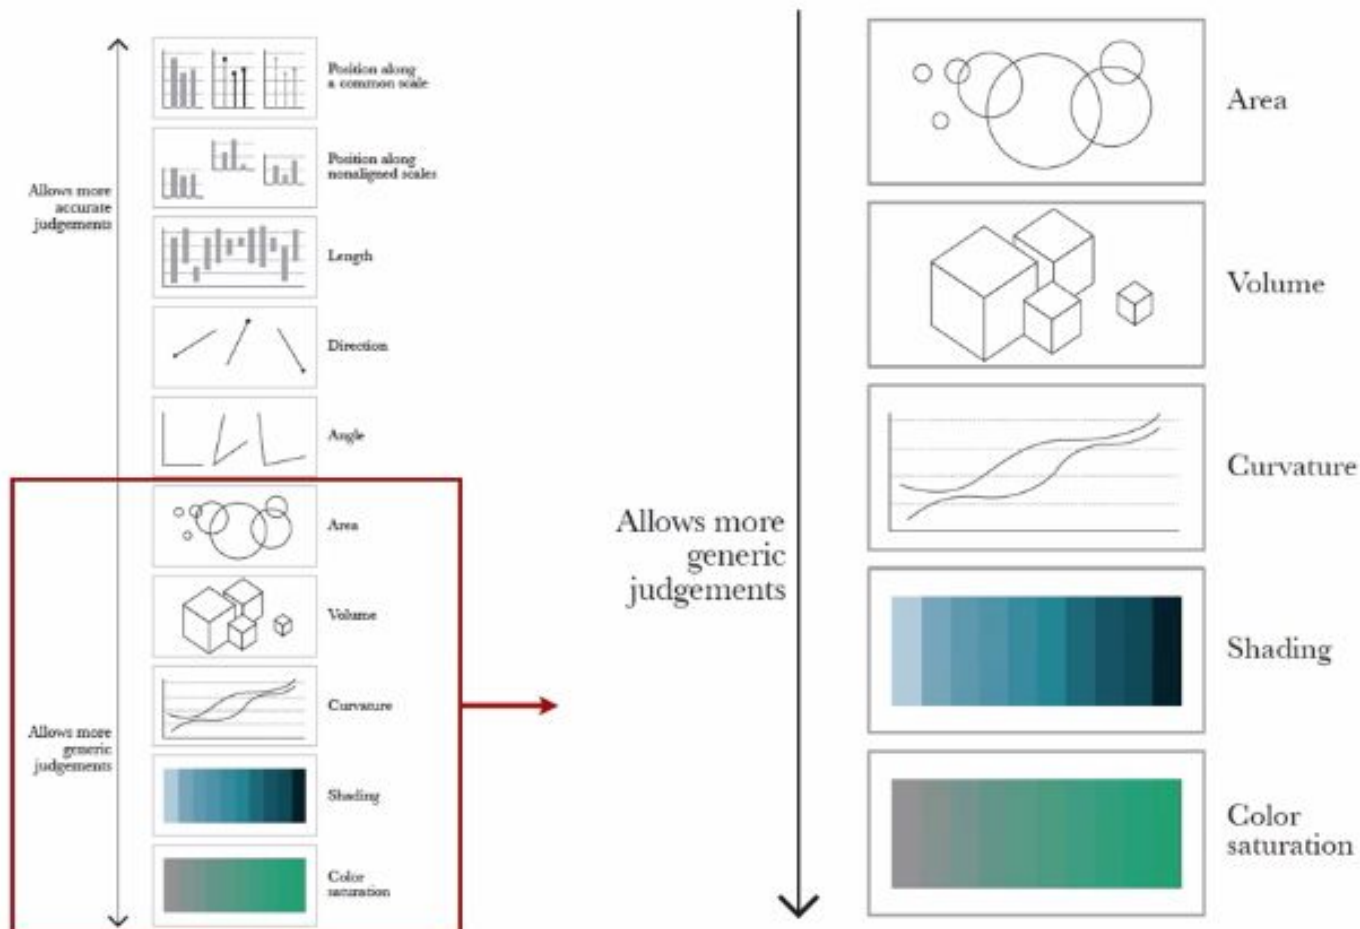 Position along
a common scale
Position along
nonaligned scales
Allows more
accurate
judgements
Length
Direction
Angle
Area
Volume
Curvature
Allows more
generic
judgements
Shading
Color
saturation
Area
Volume
Curvature
Allows more
generic
judgements
Shading
Color
saturation